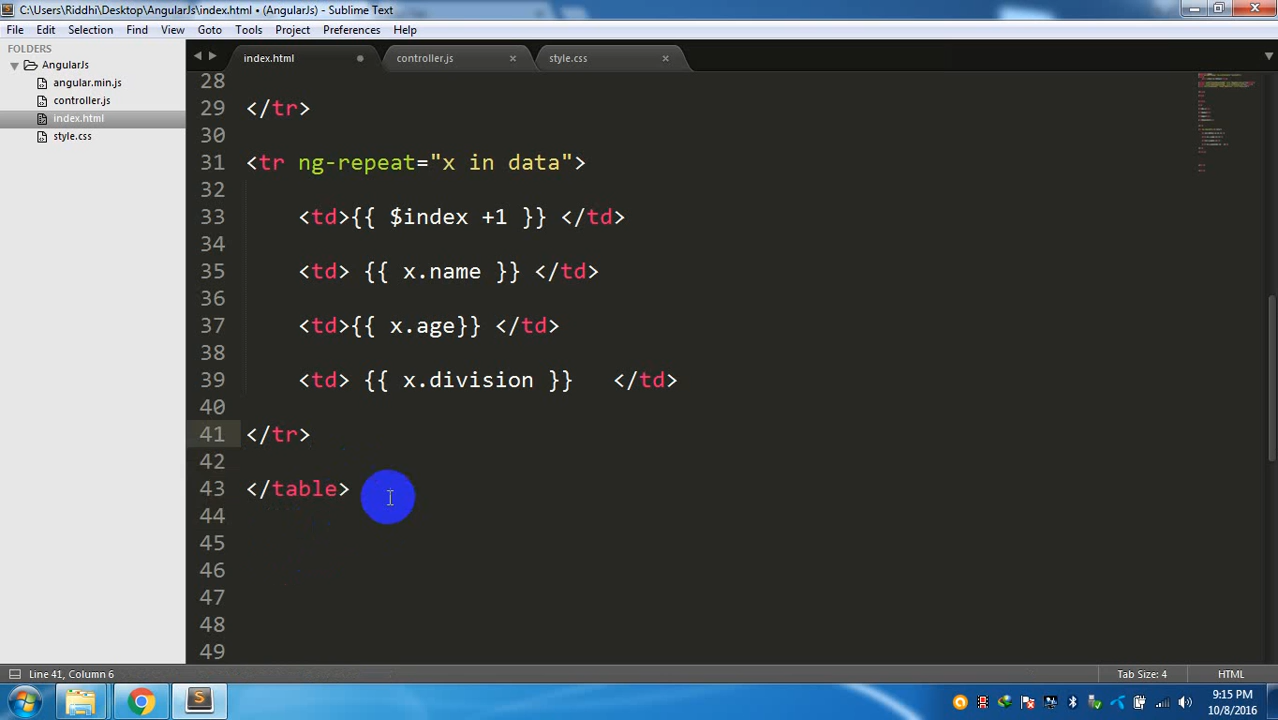 C:\Users\Riddhi\Desktop\AngularJs\index.html • (AngularJs) - Sublime Text
File Edit Selection Find View Goto Tools Project Preferences Help
FOLDERS
AngularJs
angular.min.js
controller.js
index.html
style.css
index.html controller.js style.css
28
29 </tr>
30
31 <tr ng-repeat="x in data">
32
33 <td>{{ $index +1 }} </td>
34
35 <td> {{ x.name }} </td>
36
37 <td>{{ x.age}} </td>
38
39 <td> {{ x.division }}   </td>
40
41 </tr>
42
43 </table>
44
45
46
47
48
49
Line 41, Column 6 Tab Size: 4 HTML
9:15 PM
10/8/2016